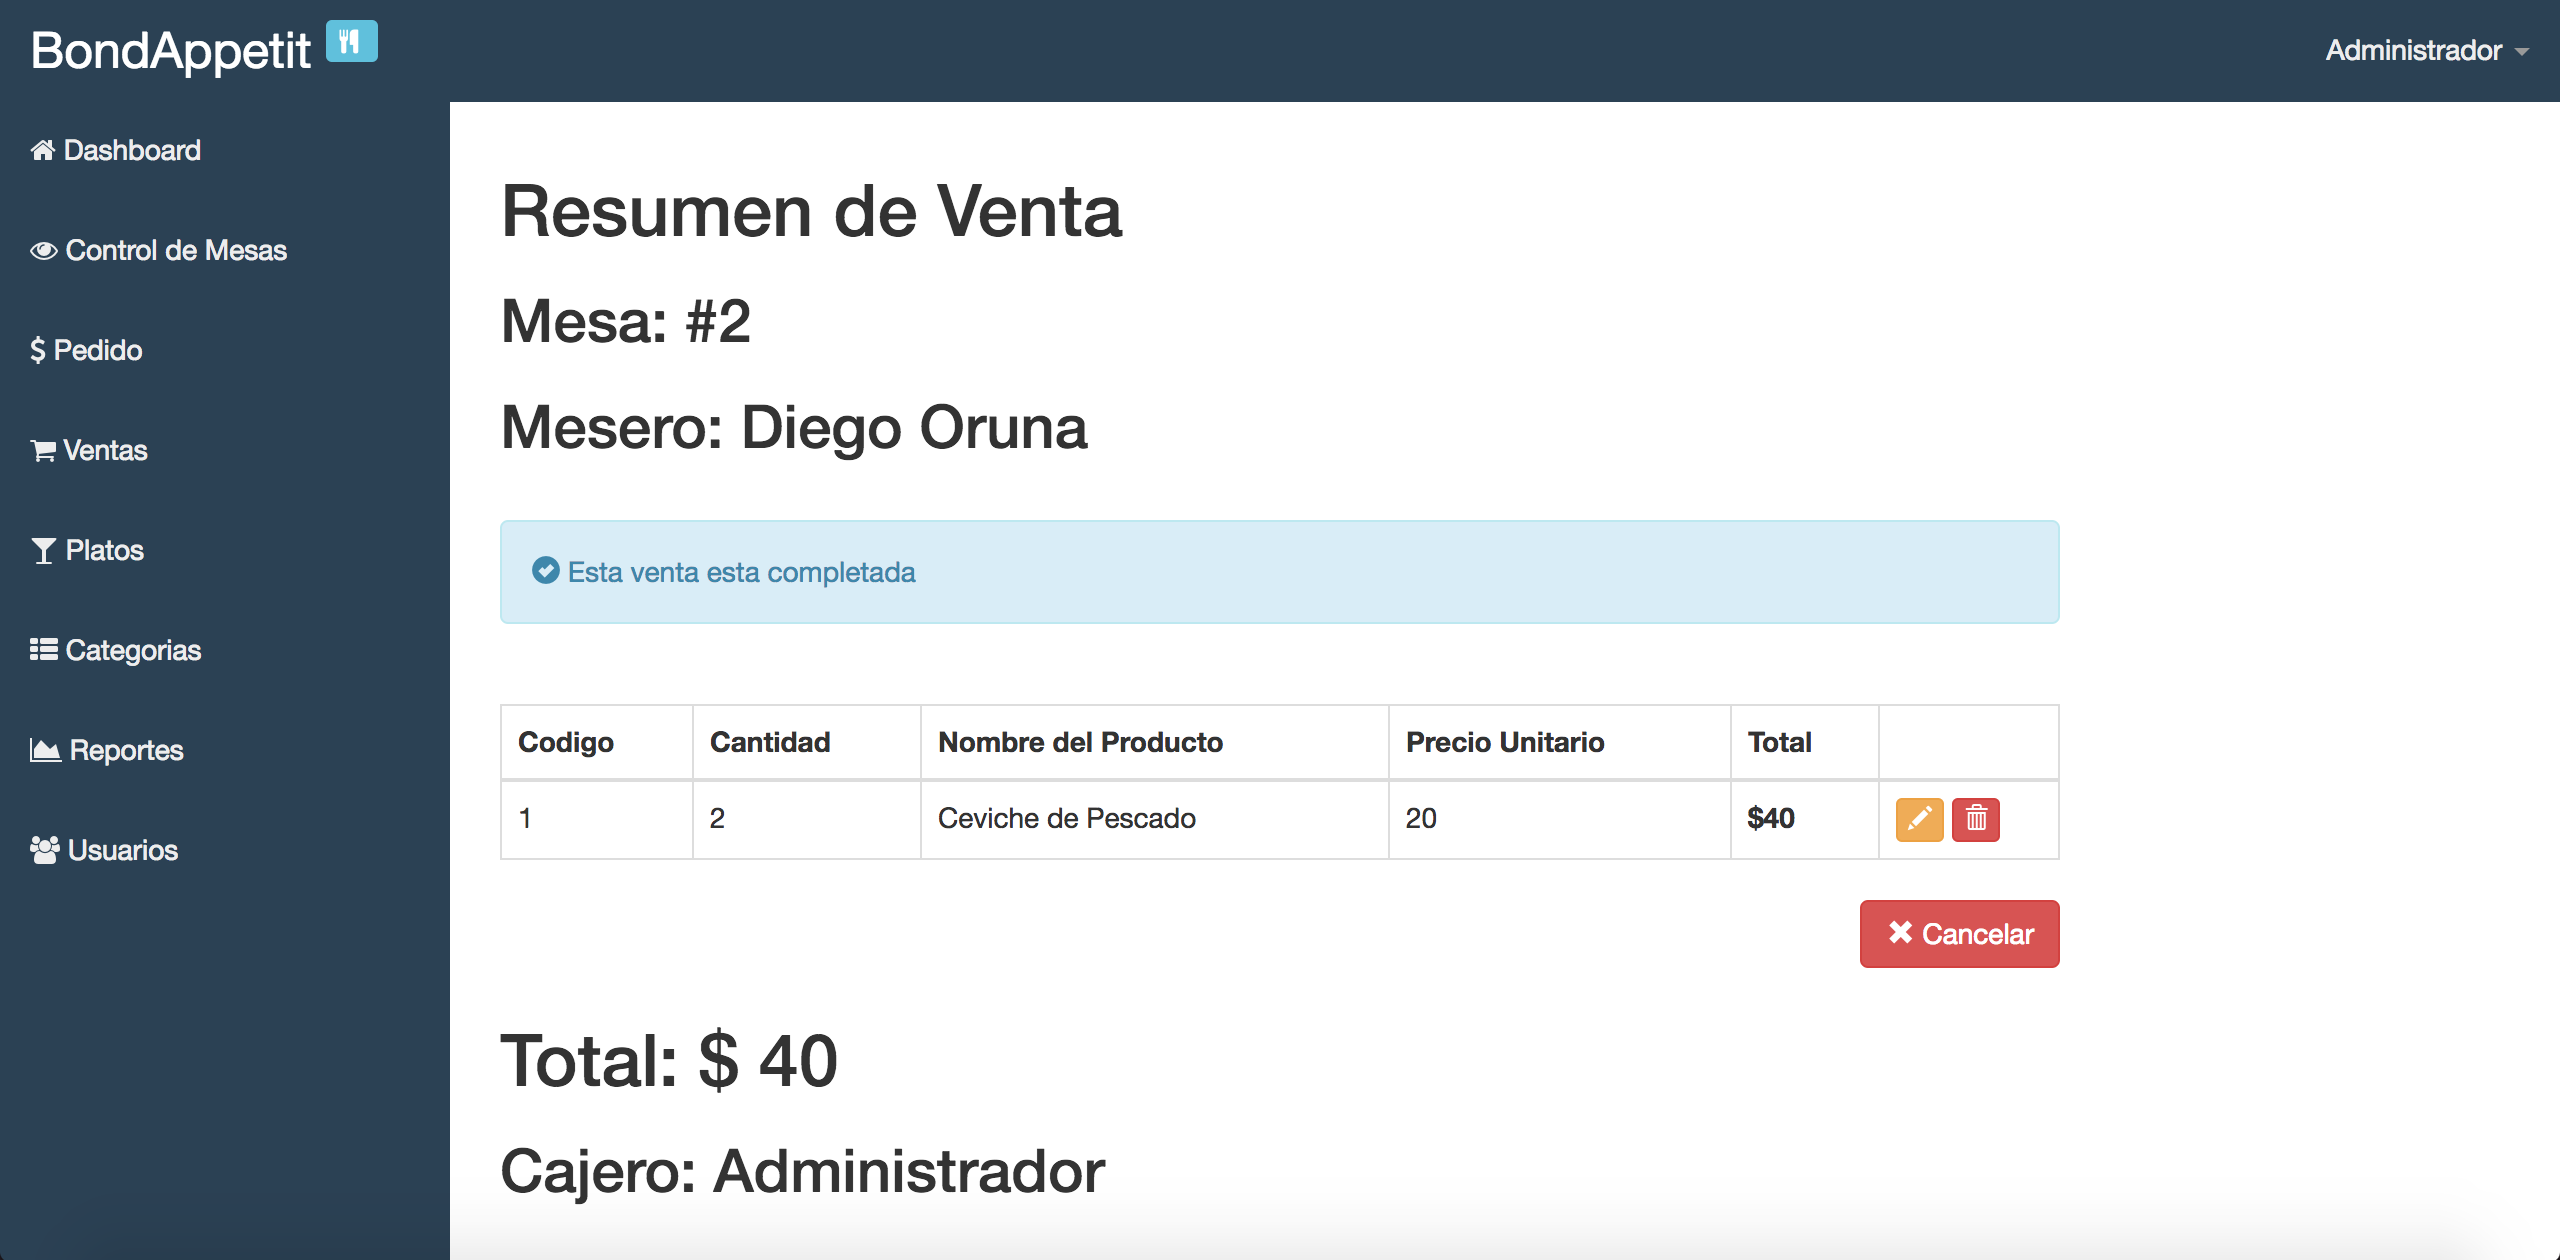 BondAppetit
Administrador
Dashboard
Control de Mesas
Pedido
Ventas
Platos
Categorias
Reportes
Usuarios
Resumen de Venta
Mesa: #2
Mesero: Diego Oruna
Esta venta esta completada
Codigo Cantidad Nombre del Producto Precio Unitario Total
1 2 Ceviche de Pescado 20 $40
Cancelar
Total: $ 40
Cajero: Administrador